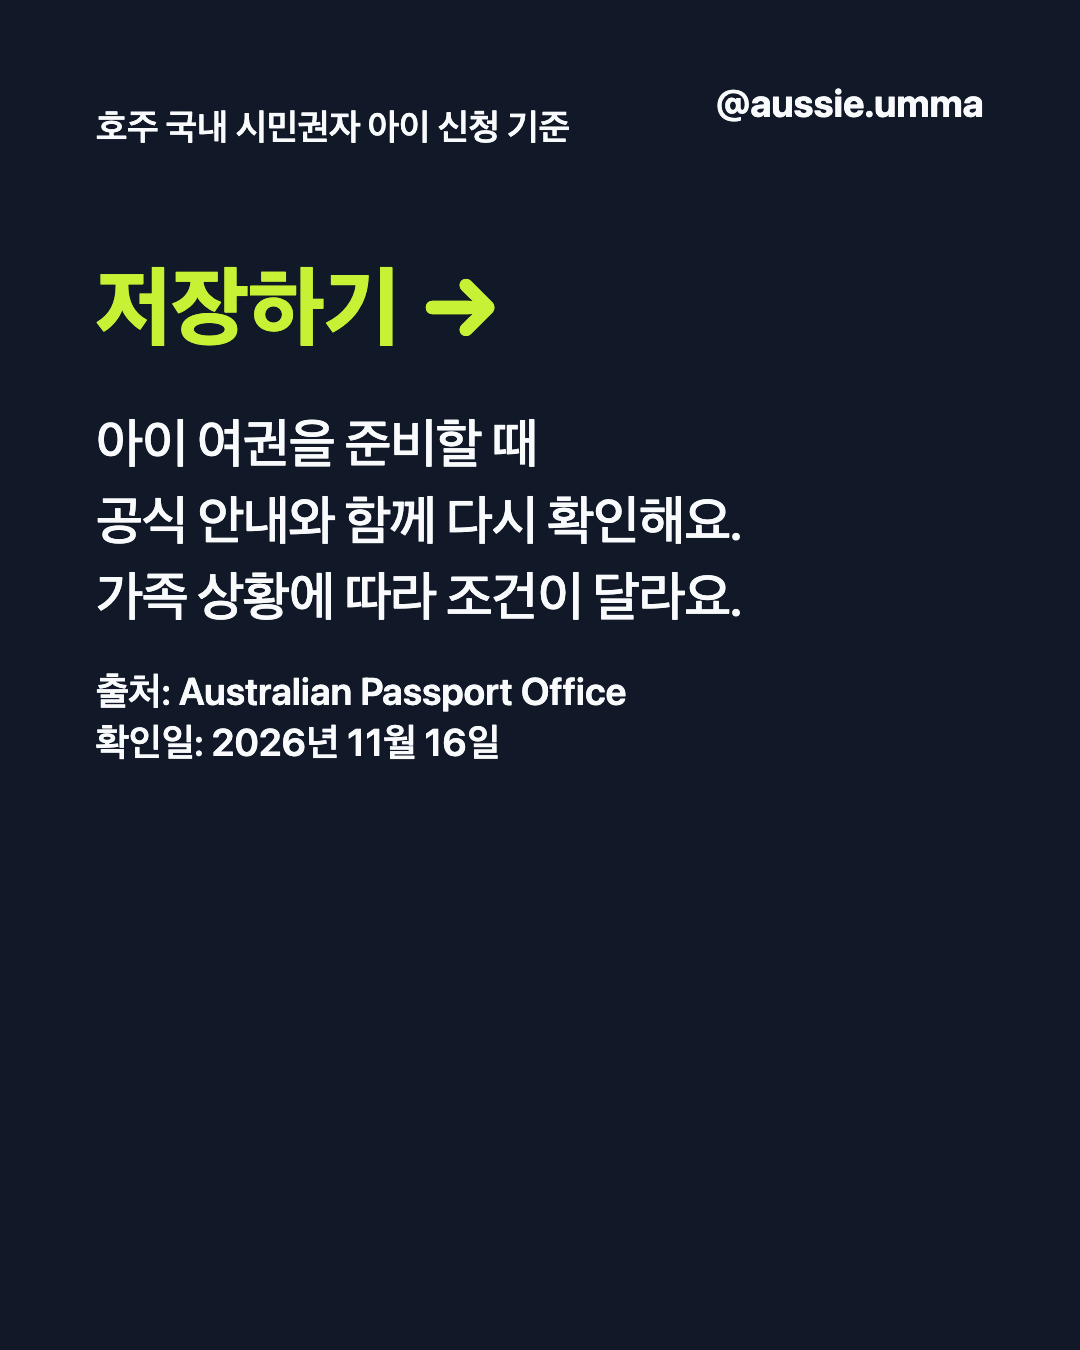 호주 국내 시민권자 아이 신청 기준
@aussie.umma
저장하기 →
아이 여권을 준비할 때
공식 안내와 함께 다시 확인해요.
가족 상황에 따라 조건이 달라요.
출처: Australian Passport Office
확인일: 2026년 11월 16일